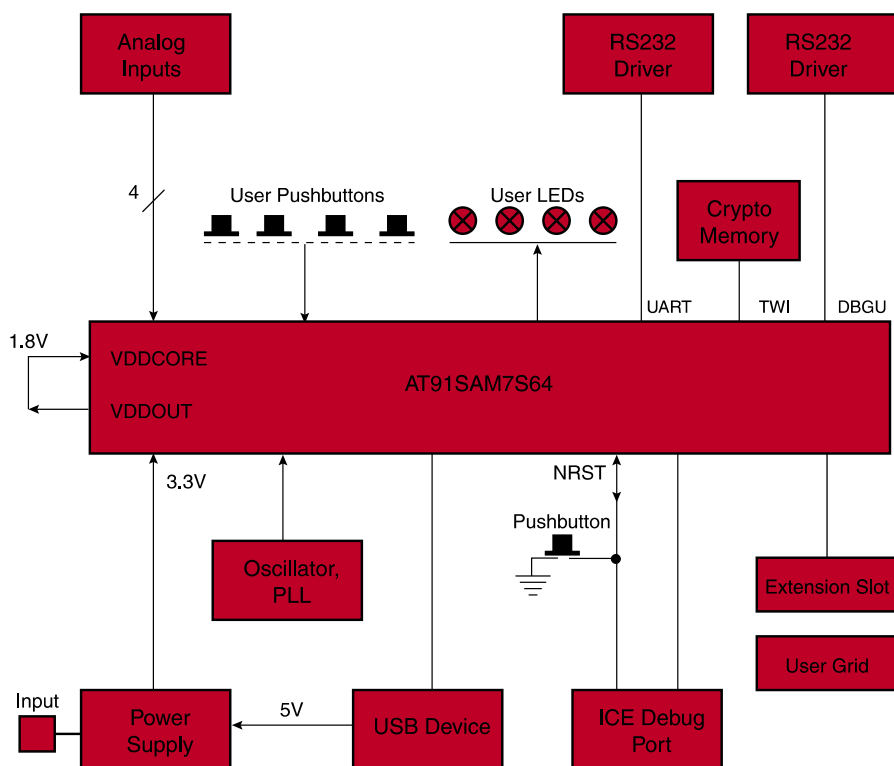 Analog
Inputs
RS232
Driver
RS232
Driver
4
User Pushbuttons
User LEDs
Crypto
Memory
UART
TWI
DBGU
1.8V
VDDCORE
AT91SAM7S64
VDDOUT
3.3V
NRST
Pushbutton
Oscillator,
PLL
Extension Slot
User Grid
Input
Power
Supply
5V
USB Device
ICE Debug
Port